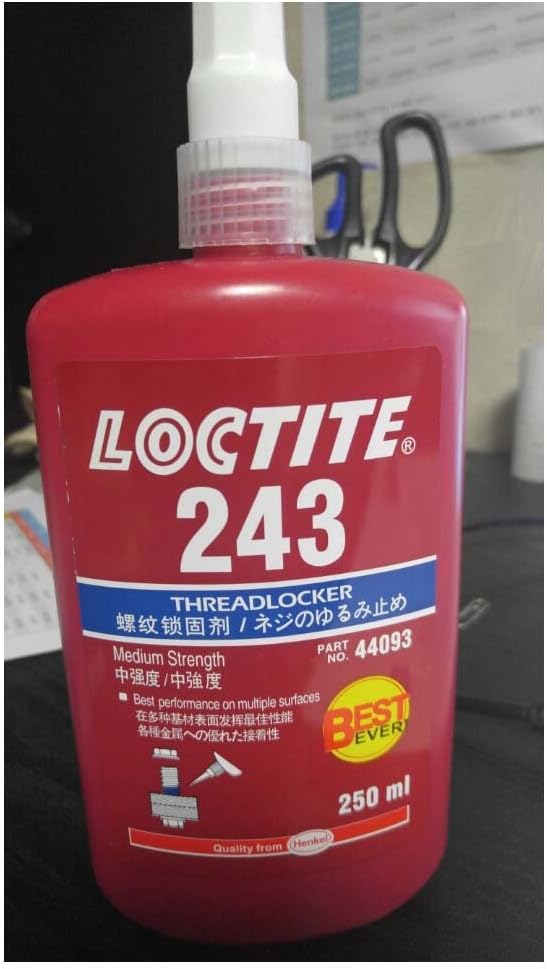 LOCTITE®
243
THREADLOCKER
螺纹锁固剂 / ネジのゆるみ止め
Medium Strength
中强度/中強度
PART NO. 44093
■ Best performance on multiple surfaces
在多种基材表面发挥最佳性能
各種金属への優れた接着性
BEST
EVER!
250 ml
Quality from Henkel